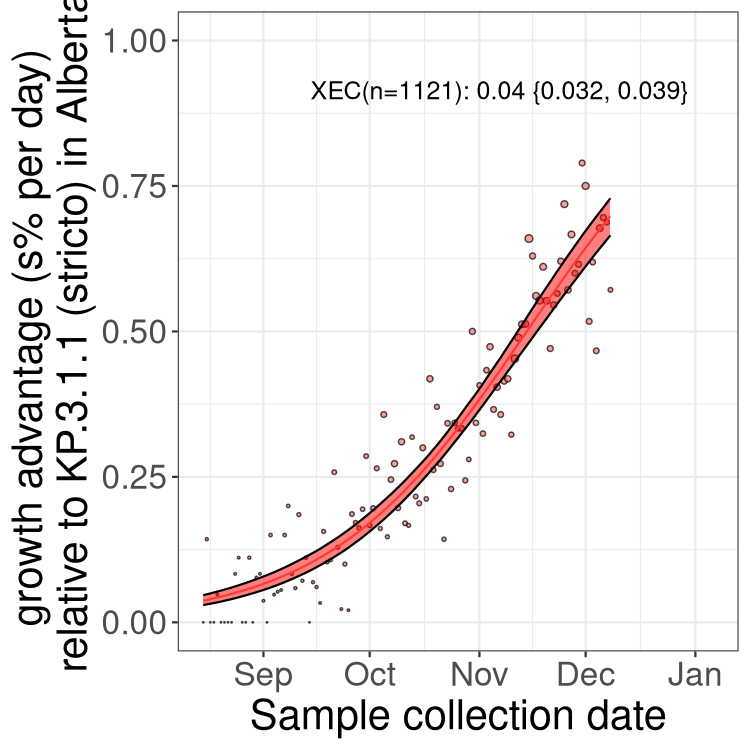 growth advantage (s% per day)
relative to KP.3.1.1 (stricto) in Alberta
1.00
0.75
0.50
0.25
0.00
XEC(n=1121): 0.04 {0.032, 0.039}
Sep Oct Nov Dec Jan
Sample collection date